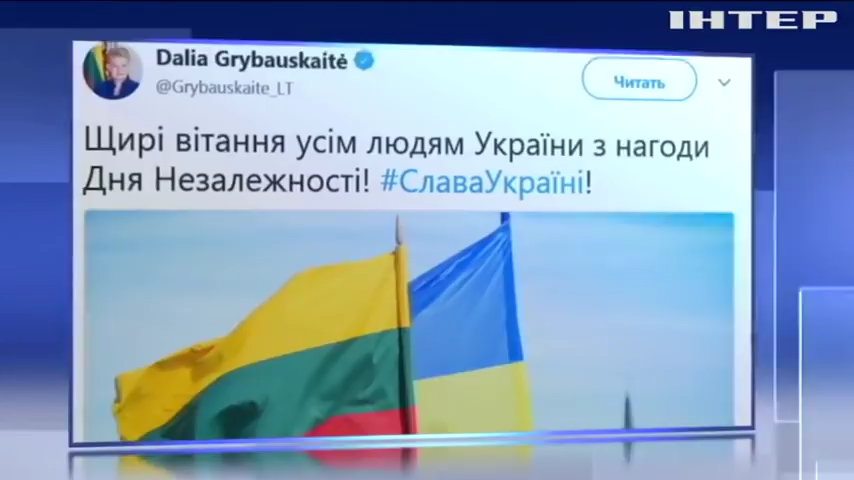 ІНТЕР
Dalia Grybauskaitė
@Grybauskaite_LT
Читать
Щирі вітання усім людям України з нагоди
Дня Незалежності! #СлаваУкраїні!